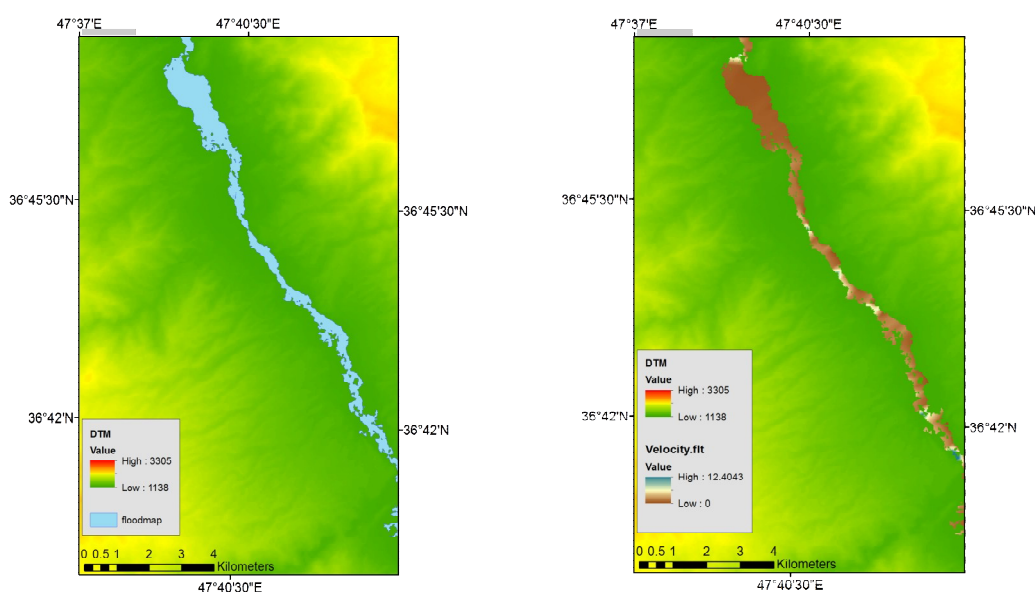 47°37'E
47°40'30"E
36°45'30"N
36°45'30"N
36°42'N
36°42'N
DTM
Value
High : 3305
Low : 1138
floodmap
0 0.5 1 2 3 4
Kilometers
47°40'30"E
47°37'E
47°40'30"E
36°45'30"N
36°45'30"N
36°42'N
36°42'N
DTM
Value
High : 3305
Low : 1138
Velocity.flt
Value
High : 12.4043
Low : 0
0 0.5 1 2 3 4
Kilometers
47°40'30"E